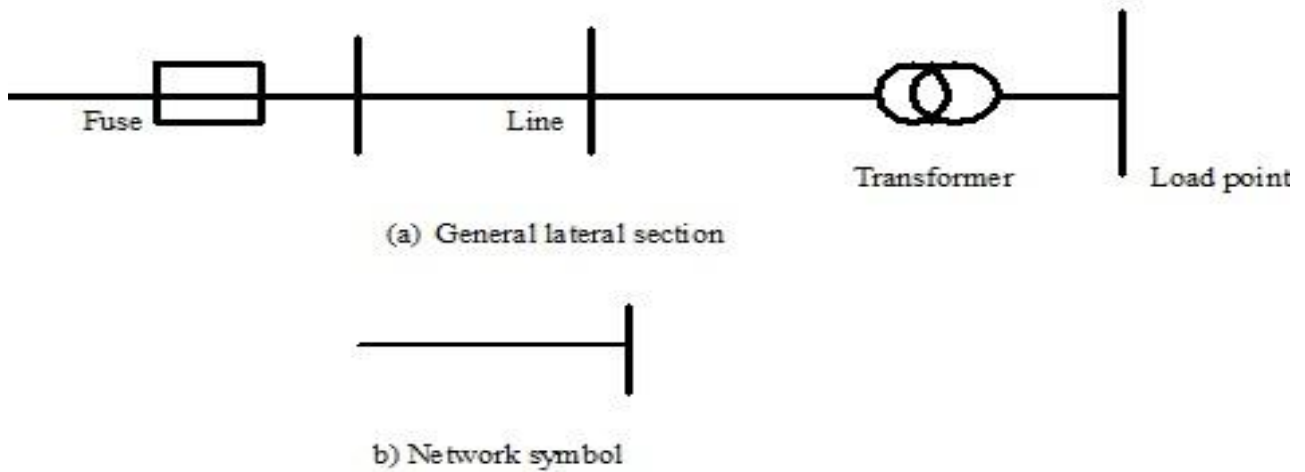 Fuse
Line
Transformer
Load point
(a) General lateral section
b) Network symbol